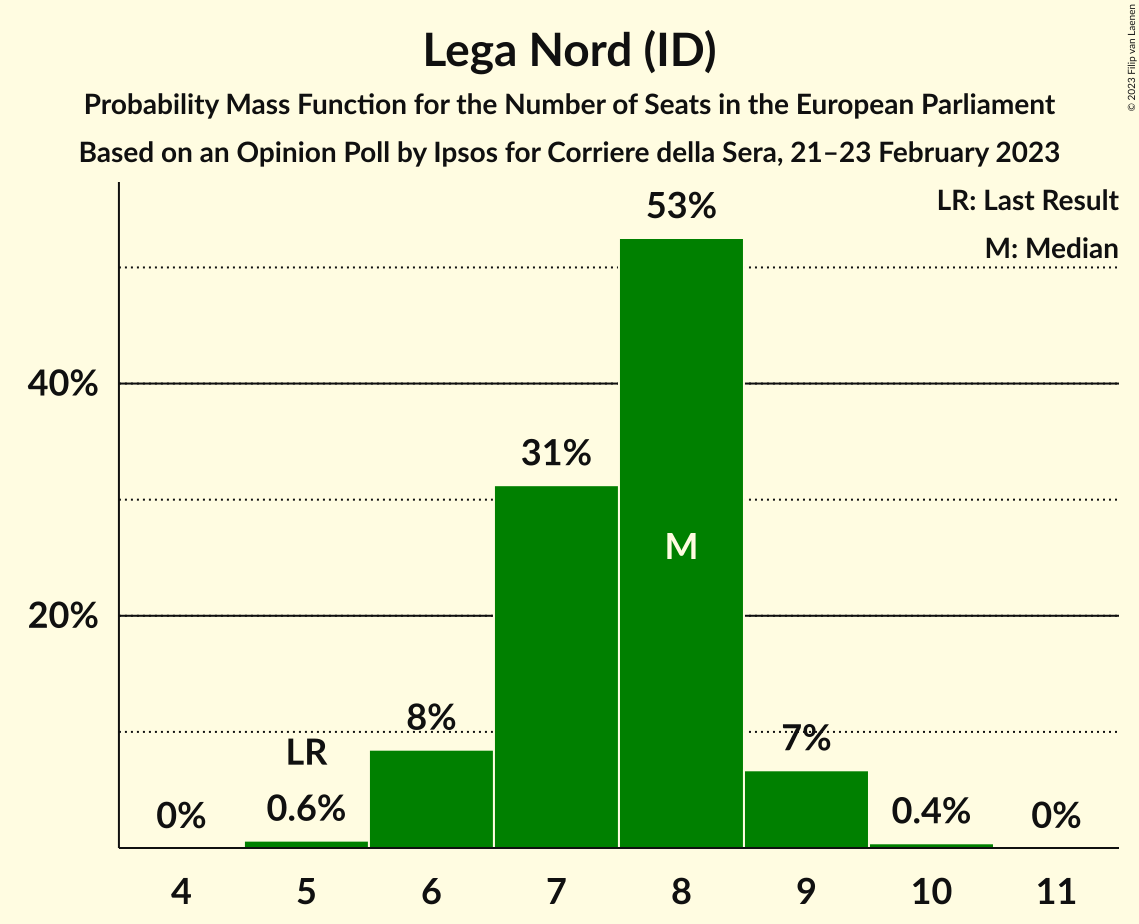 Lega Nord (ID)
Probability Mass Function for the Number of Seats in the European Parliament
Based on an Opinion Poll by Ipsos for Corriere della Sera, 21–23 February 2023
© 2023 Filip van Laenen
LR: Last Result
M: Median
53%
40%
31%
M
20%
8%
LR
7%
0%
0.6%
0.4%
0%
4 5 6 7 8 9 10 11